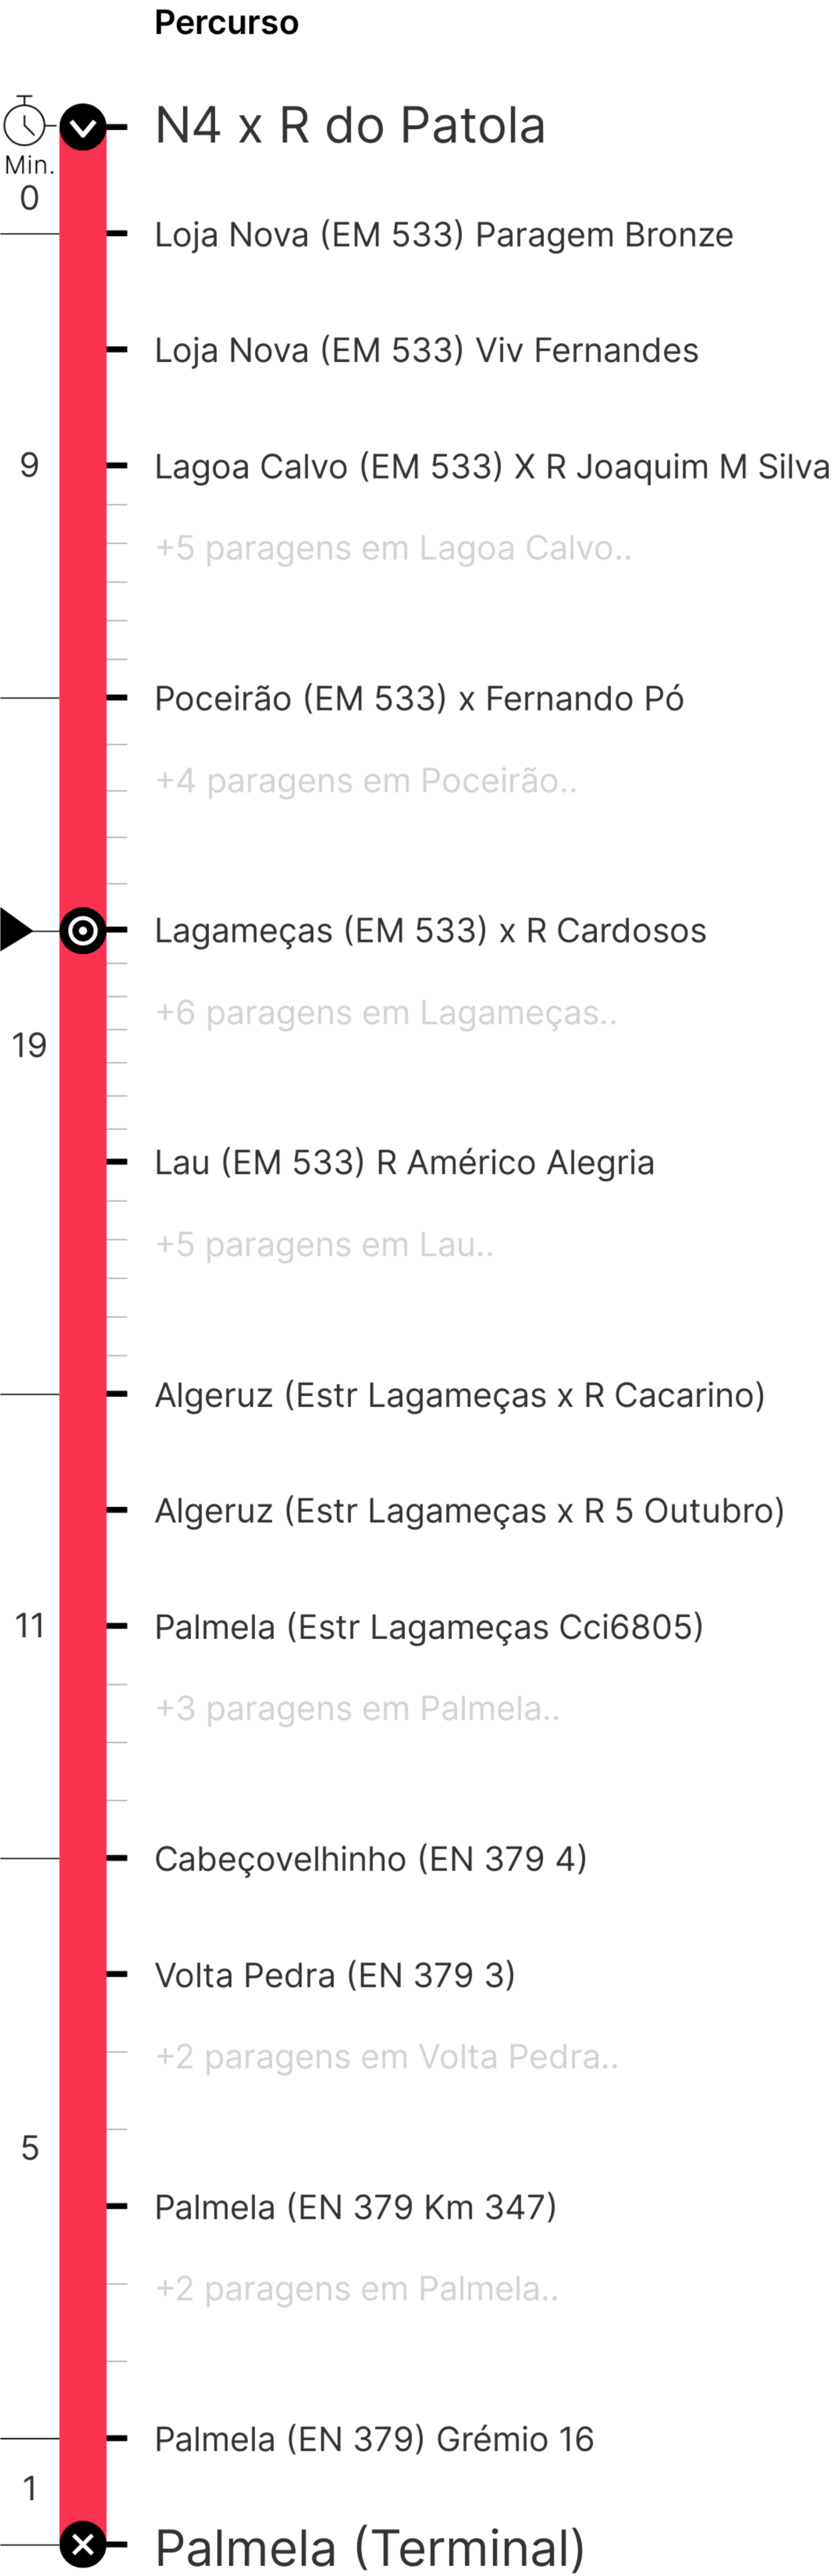 Percurso
N4 x R do Patola
Min.
0
Loja Nova (EM 533) Paragem Bronze
Loja Nova (EM 533) Viv Fernandes
9
Lagoa Calvo (EM 533) X R Joaquim M Silva
+5 paragens em Lagoa Calvo..
Poceirão (EM 533) x Fernando Pó
+4 paragens em Poceirão..
Lagameças (EM 533) x R Cardosos
+6 paragens em Lagameças..
19
Lau (EM 533) R Américo Alegria
+5 paragens em Lau..
Algeruz (Estr Lagameças x R Cacarino)
Algeruz (Estr Lagameças x R 5 Outubro)
11
Palmela (Estr Lagameças Cci6805)
+3 paragens em Palmela..
Cabeçovelhinho (EN 379 4)
Volta Pedra (EN 379 3)
+2 paragens em Volta Pedra..
5
Palmela (EN 379 Km 347)
+2 paragens em Palmela..
Palmela (EN 379) Grémio 16
1
Palmela (Terminal)